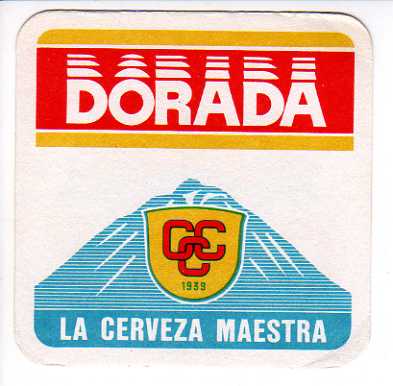 DORADA
CCC
1939
LA CERVEZA MAESTRA